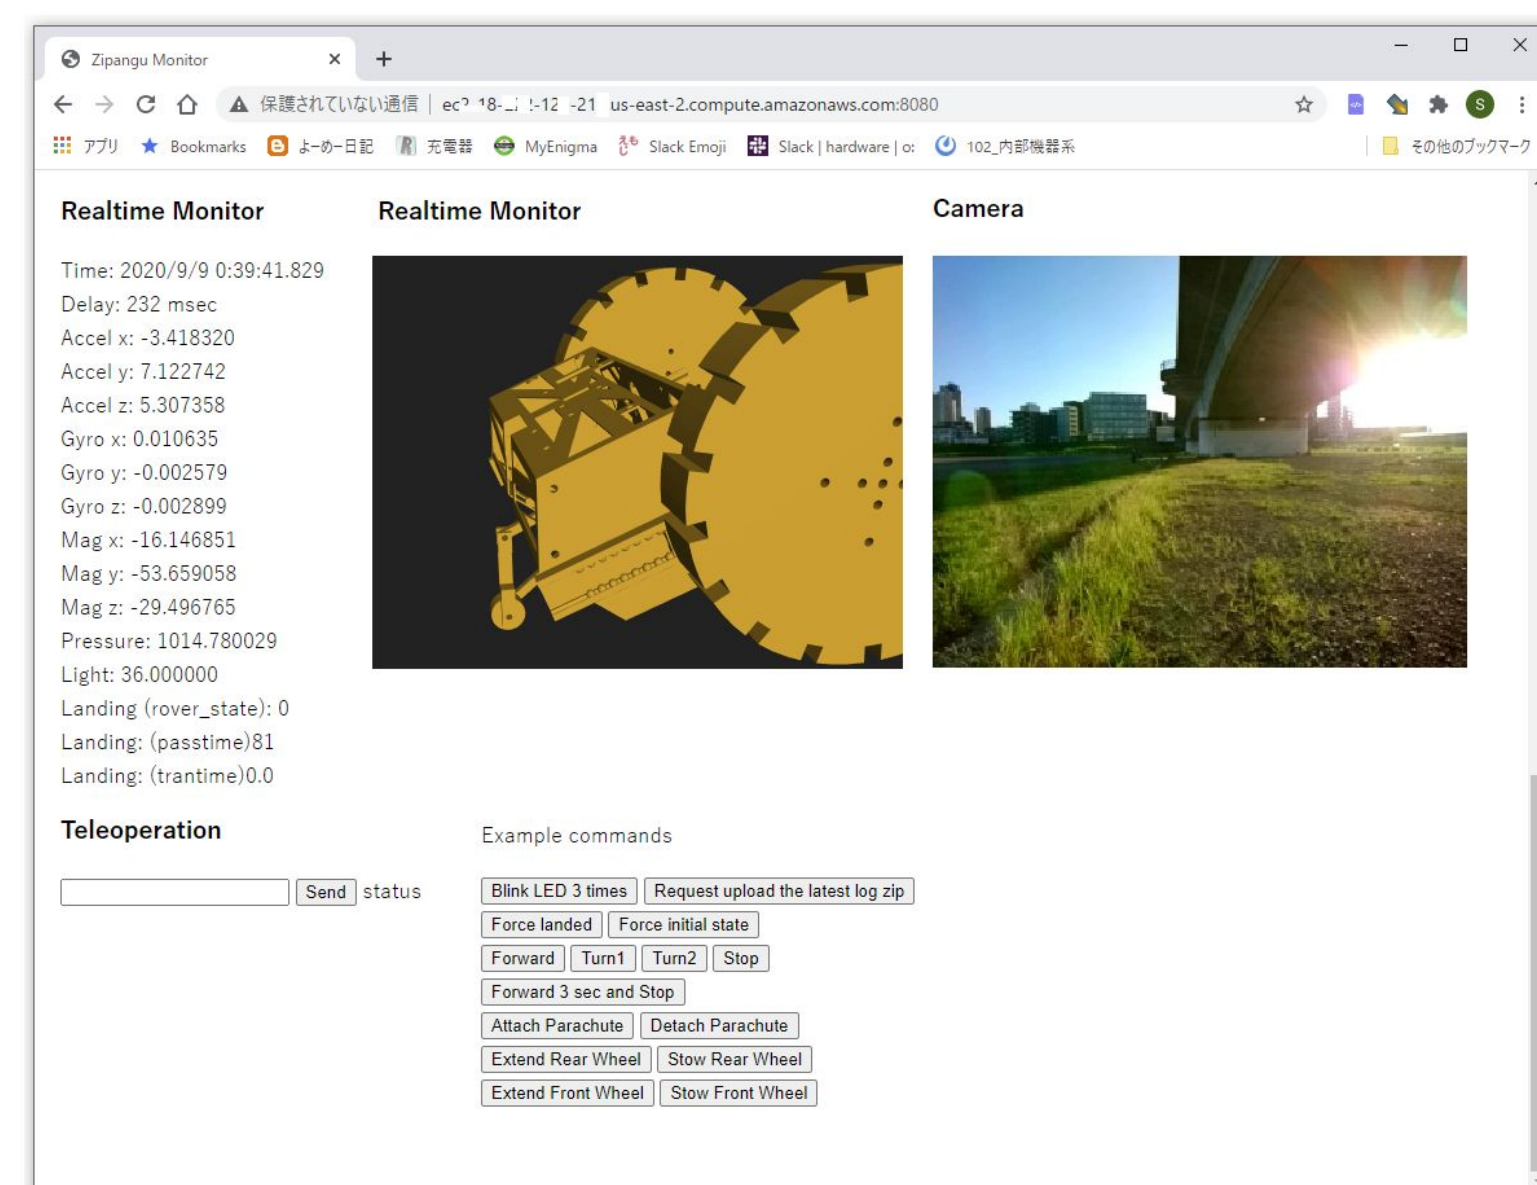 Zipangu Monitor
保護されていない通信 us-east-2.compute.amazonaws.com:8080
アプリ Bookmarks よーめー日記 充電器 MyEnigma Slack Emoji Slack | hardware | o: 102_内部機器系 その他のブックマーク
Realtime Monitor
Time: 2020/9/9 0:39:41.829
Delay: 232 msec
Accel x: -3.418320
Accel y: 7.122742
Accel z: 5.307358
Gyro x: 0.010635
Gyro y: -0.002579
Gyro z: -0.002899
Mag x: -16.146851
Mag y: -53.659058
Mag z: -29.496765
Pressure: 1014.780029
Light: 36.000000
Landing (rover_state): 0
Landing: (passtime)81
Landing: (trantime)0.0
Realtime Monitor
Camera
Teleoperation
Send status
Example commands
Blink LED 3 times Request upload the latest log zip
Force landed Force initial state
Forward Turn1 Turn2 Stop
Forward 3 sec and Stop
Attach Parachute Detach Parachute
Extend Rear Wheel Stow Rear Wheel
Extend Front Wheel Stow Front Wheel